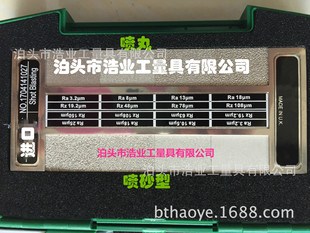 喷丸
泊头市浩业工量具有限公司
NO.170414102Z
Shot Blasting
进口
Ra 3.2μm Ra 6μm Ra 13μm Ra 18μm
Rz 19.2μm Rz 48μm Rz 78μm Rz 108μm
MADE IN U.K.
泊头市浩业工量具有限公司
喷砂型
bthaoye.1688.com